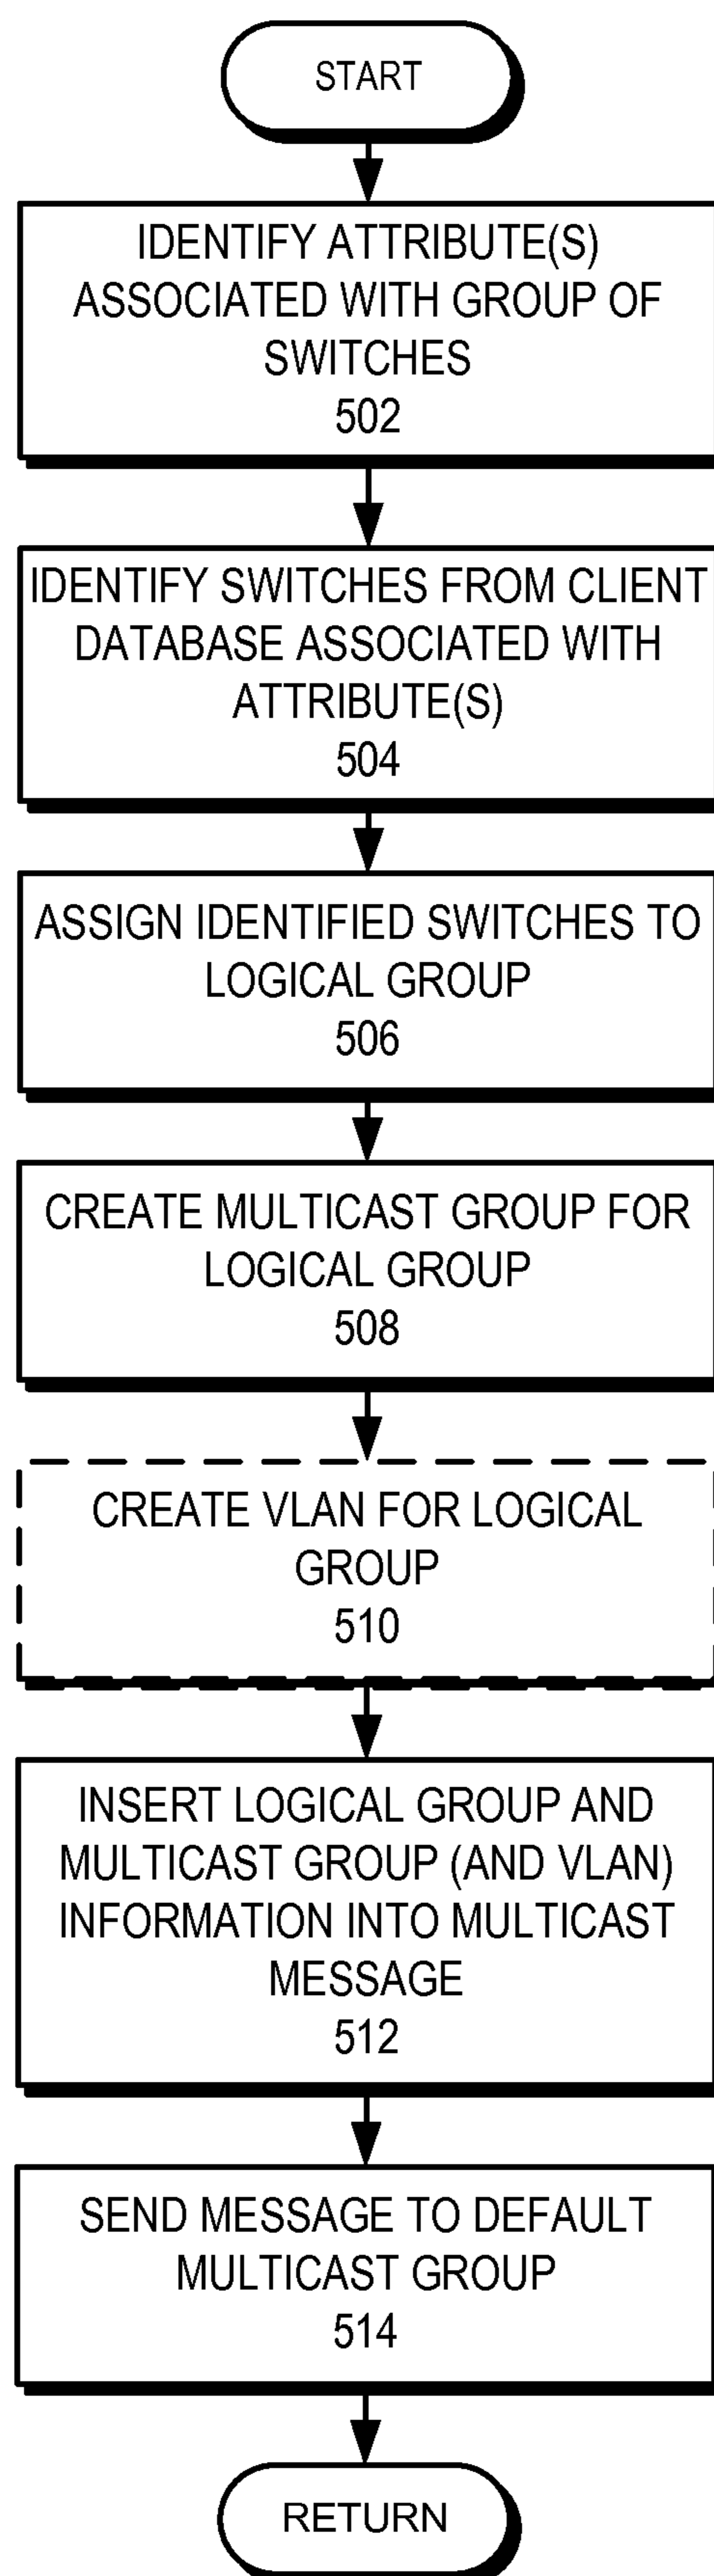 START
IDENTIFY ATTRIBUTE(S)
ASSOCIATED WITH GROUP OF
SWITCHES
502
IDENTIFY SWITCHES FROM CLIENT
DATABASE ASSOCIATED WITH
ATTRIBUTE(S)
504
ASSIGN IDENTIFIED SWITCHES TO
LOGICAL GROUP
506
CREATE MULTICAST GROUP FOR
LOGICAL GROUP
508
CREATE VLAN FOR LOGICAL
GROUP
510
INSERT LOGICAL GROUP AND
MULTICAST GROUP (AND VLAN)
INFORMATION INTO MULTICAST
MESSAGE
512
SEND MESSAGE TO DEFAULT
MULTICAST GROUP
514
RETURN